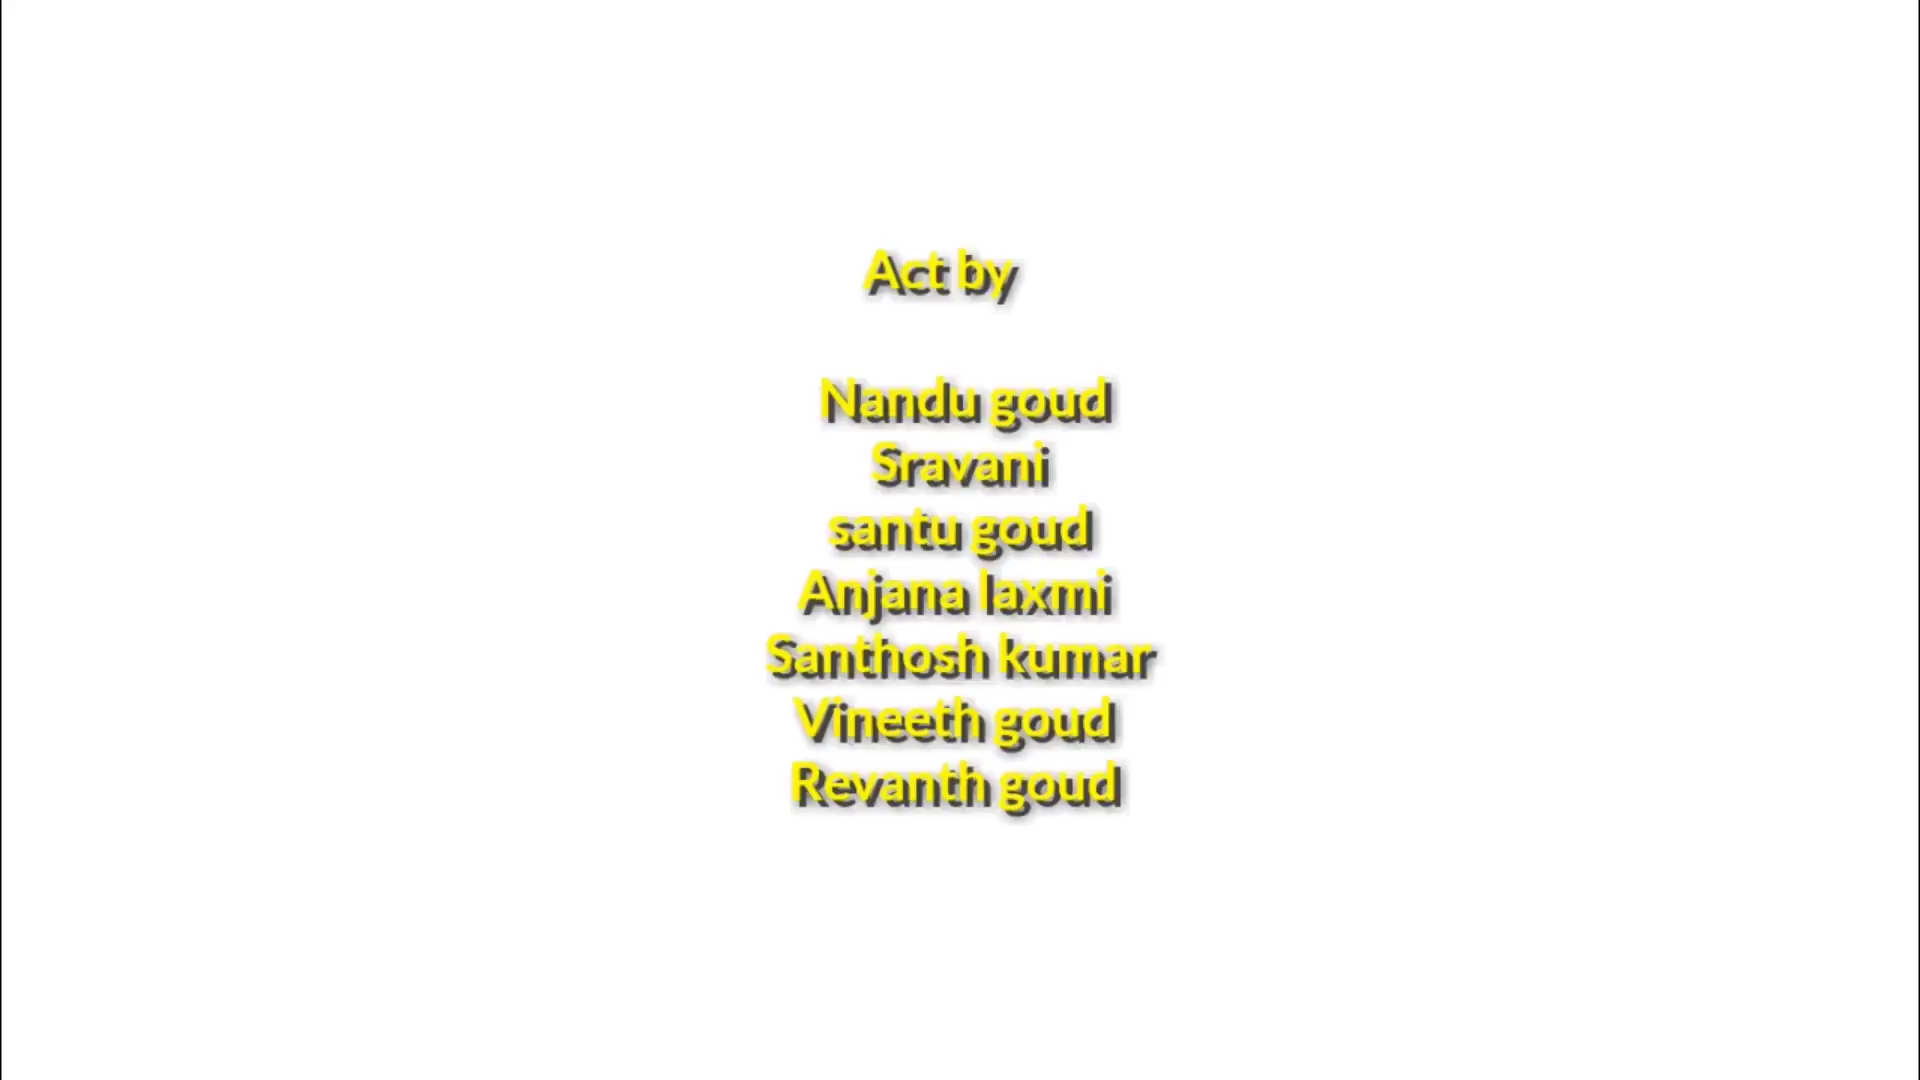 Act by
Nandu goud
Sravani
santu goud
Anjana laxmi
Santhosh kumar
Vineeth goud
Revanth goud